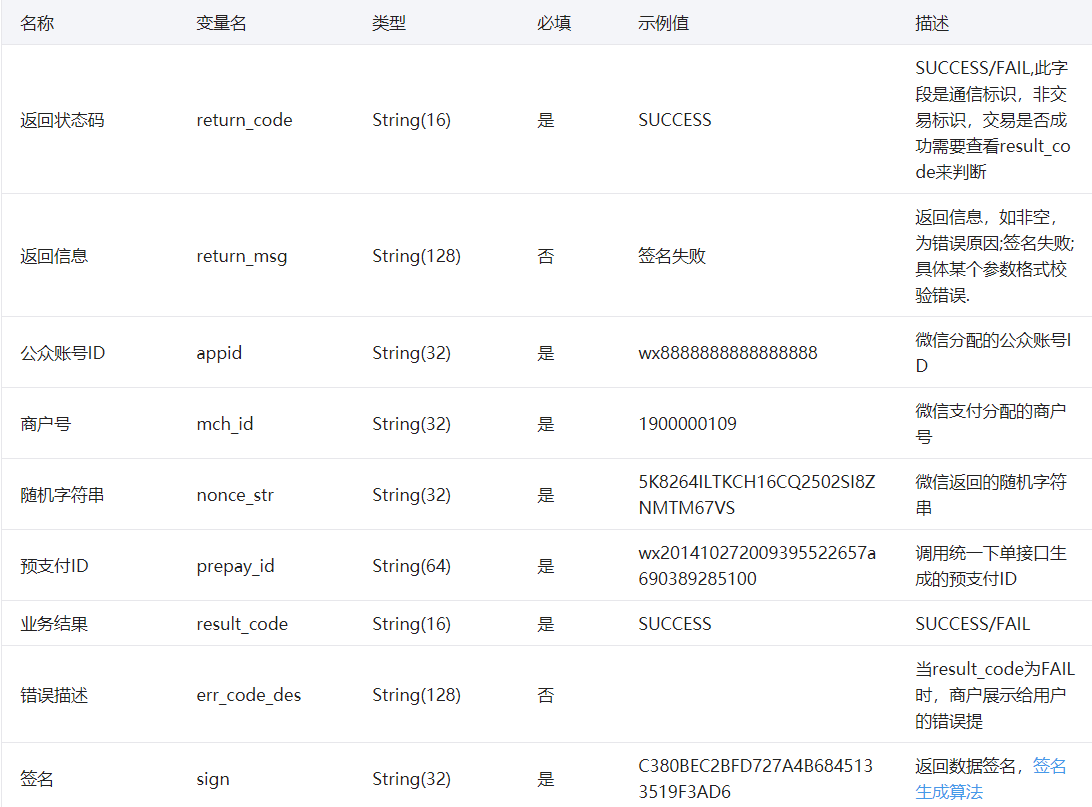 名称 变量名 类型 必填 示例值 描述
返回状态码 return_code String(16) 是 SUCCESS SUCCESS/FAIL,此字
段是通信标识，非交
易标识，交易是否成
功需要查看result_co
de来判断
返回信息 return_msg String(128) 否 签名失败 返回信息，如非空，
为错误原因;签名失败;
具体某个参数格式校
验错误.
公众账号ID appid String(32) 是 wx8888888888888888 微信分配的公众账号I
D
商户号 mch_id String(32) 是 1900000109 微信支付分配的商户
号
随机字符串 nonce_str String(32) 是 5K8264ILTKCH16CQ2502SI8Z 微信返回的随机字符
NMTM67VS 串
预支付ID prepay_id String(64) 是 wx201410272009395522657a 调用统一下单接口生
690389285100 成的预支付ID
业务结果 result_code String(16) 是 SUCCESS SUCCESS/FAIL
错误描述 err_code_des String(128) 否 当result_code为FAIL
时，商户展示给用户
的错误提
签名 sign String(32) 是 C380BEC2BFD727A4B684513 返回数据签名，签名
3519F3AD6 生成算法